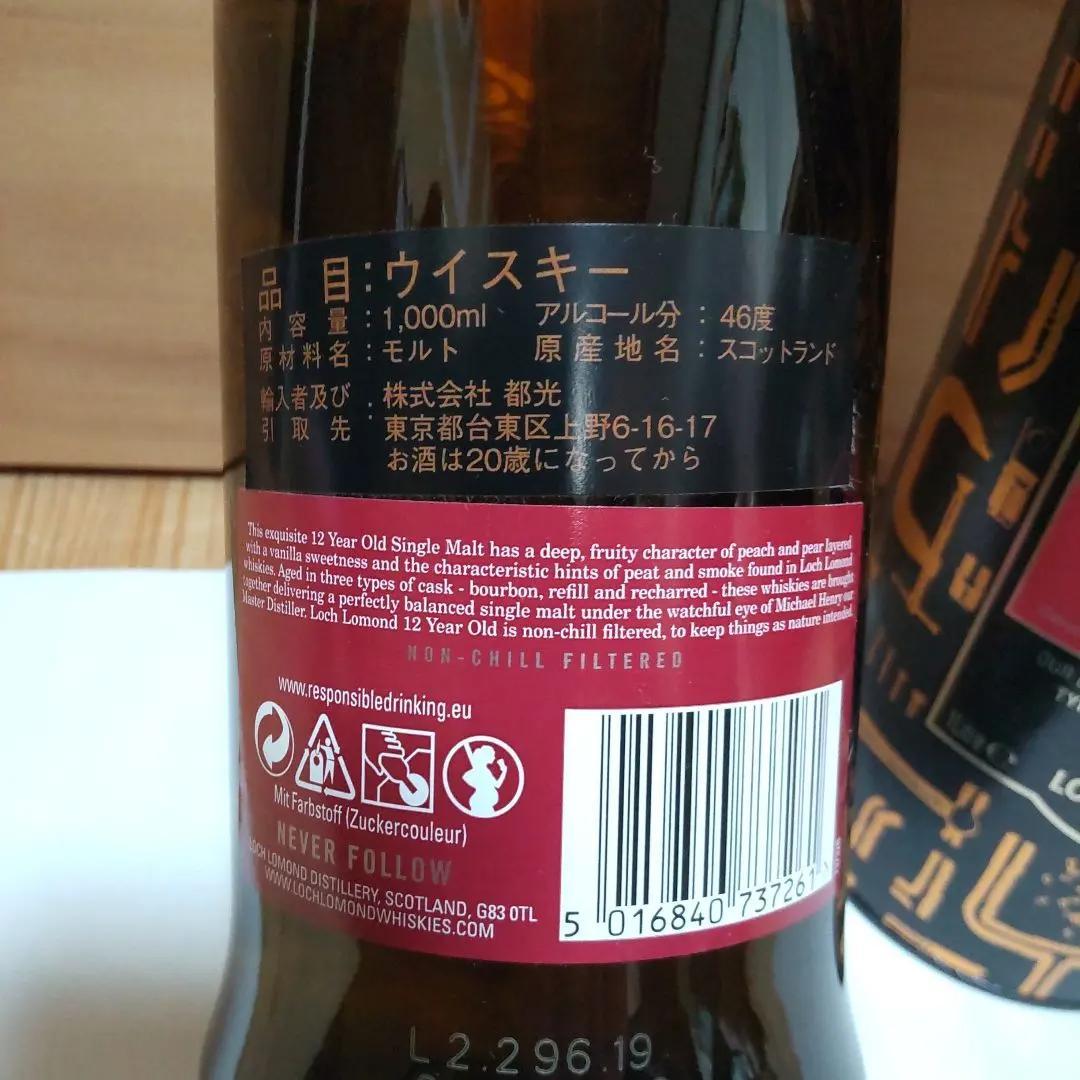 品目:ウイスキー
内容量:1,000ml アルコール分:46度
原材料名:モルト 原産地名:スコットランド
輸入者及び引取先:株式会社 都光
東京都台東区上野6-16-17
お酒は20歳になってから
This exquisite 12 Year Old Single Malt has a deep, fruity character of peach and pear layered
with a vanilla sweetness and the characteristic hints of peat and smoke found in Loch Lomond
whiskies. Aged in three types of cask - bourbon, refill and recharred - these whiskies are brought
together delivering a perfectly balanced single malt under the watchful eye of Michael Henry our
Master Distiller. Loch Lomond 12 Year Old is non-chill filtered, to keep things as nature intended.
NON-CHILL FILTERED
www.responsibledrinking.eu
Mit Farbstoff (Zuckercouleur)
NEVER FOLLOW
LOCH LOMOND DISTILLERY, SCOTLAND, G83 0TL
WWW.LOCHLOMONDWHISKIES.COM
5 016840 737261
L2.296.19